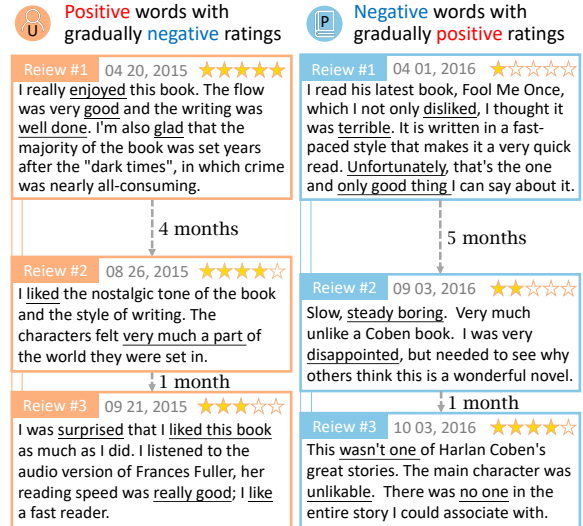 U
Positive words with
gradually negative ratings
Reiew #1 04 20, 2015
I really enjoyed this book. The flow
was very good and the writing was
well done. I'm also glad that the
majority of the book was set years
after the "dark times", in which crime
was nearly all-consuming.
4 months
Reiew #2 08 26, 2015
I liked the nostalgic tone of the book
and the style of writing. The
characters felt very much a part of
the world they were set in.
1 month
Reiew #3 09 21, 2015
I was surprised that I liked this book
as much as I did. I listened to the
audio version of Frances Fuller, her
reading speed was really good; I like
a fast reader.
P
Negative words with
gradually positive ratings
Reiew #1 04 01, 2016
I read his latest book, Fool Me Once,
which I not only disliked, I thought it
was terrible. It is written in a fast-
paced style that makes it a very quick
read. Unfortunately, that's the one
and only good thing I can say about it.
5 months
Reiew #2 09 03, 2016
Slow, steady boring. Very much
unlike a Coben book. I was very
disappointed, but needed to see why
others think this is a wonderful novel.
1 month
Reiew #3 10 03, 2016
This wasn't one of Harlan Coben's
great stories. The main character was
unlikable. There was no one in the
entire story I could associate with.